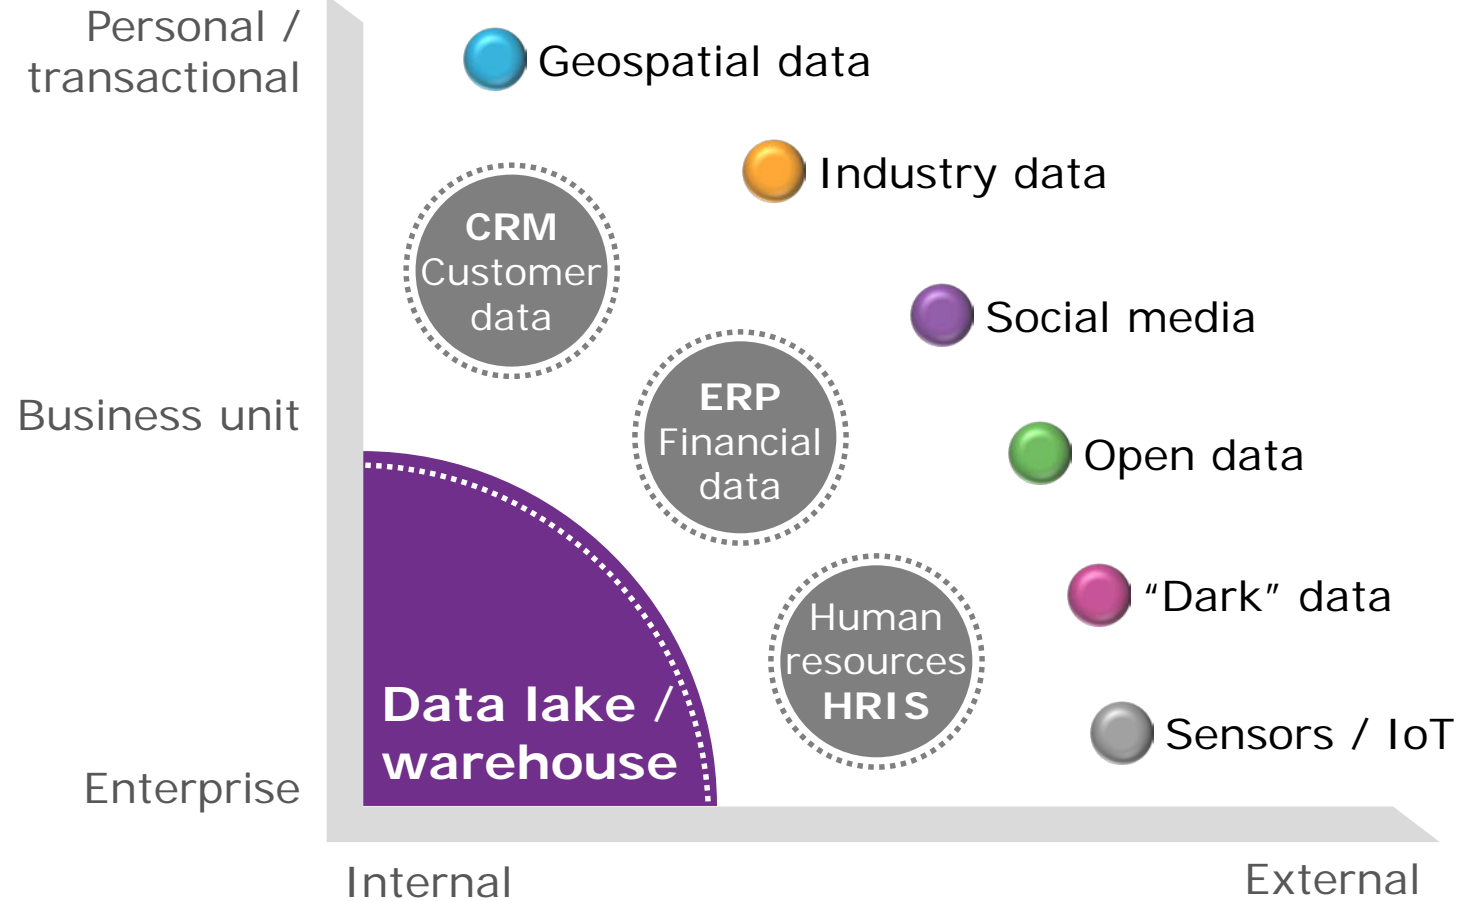 Personal /
transactional
Geospatial data
Industry data
CRM
Customer
data
Social media
Business unit
ERP
Financial
data
Open data
"Dark" data
Human
resources
HRIS
Data lake /
warehouse
Sensors / IoT
Enterprise
Internal
External